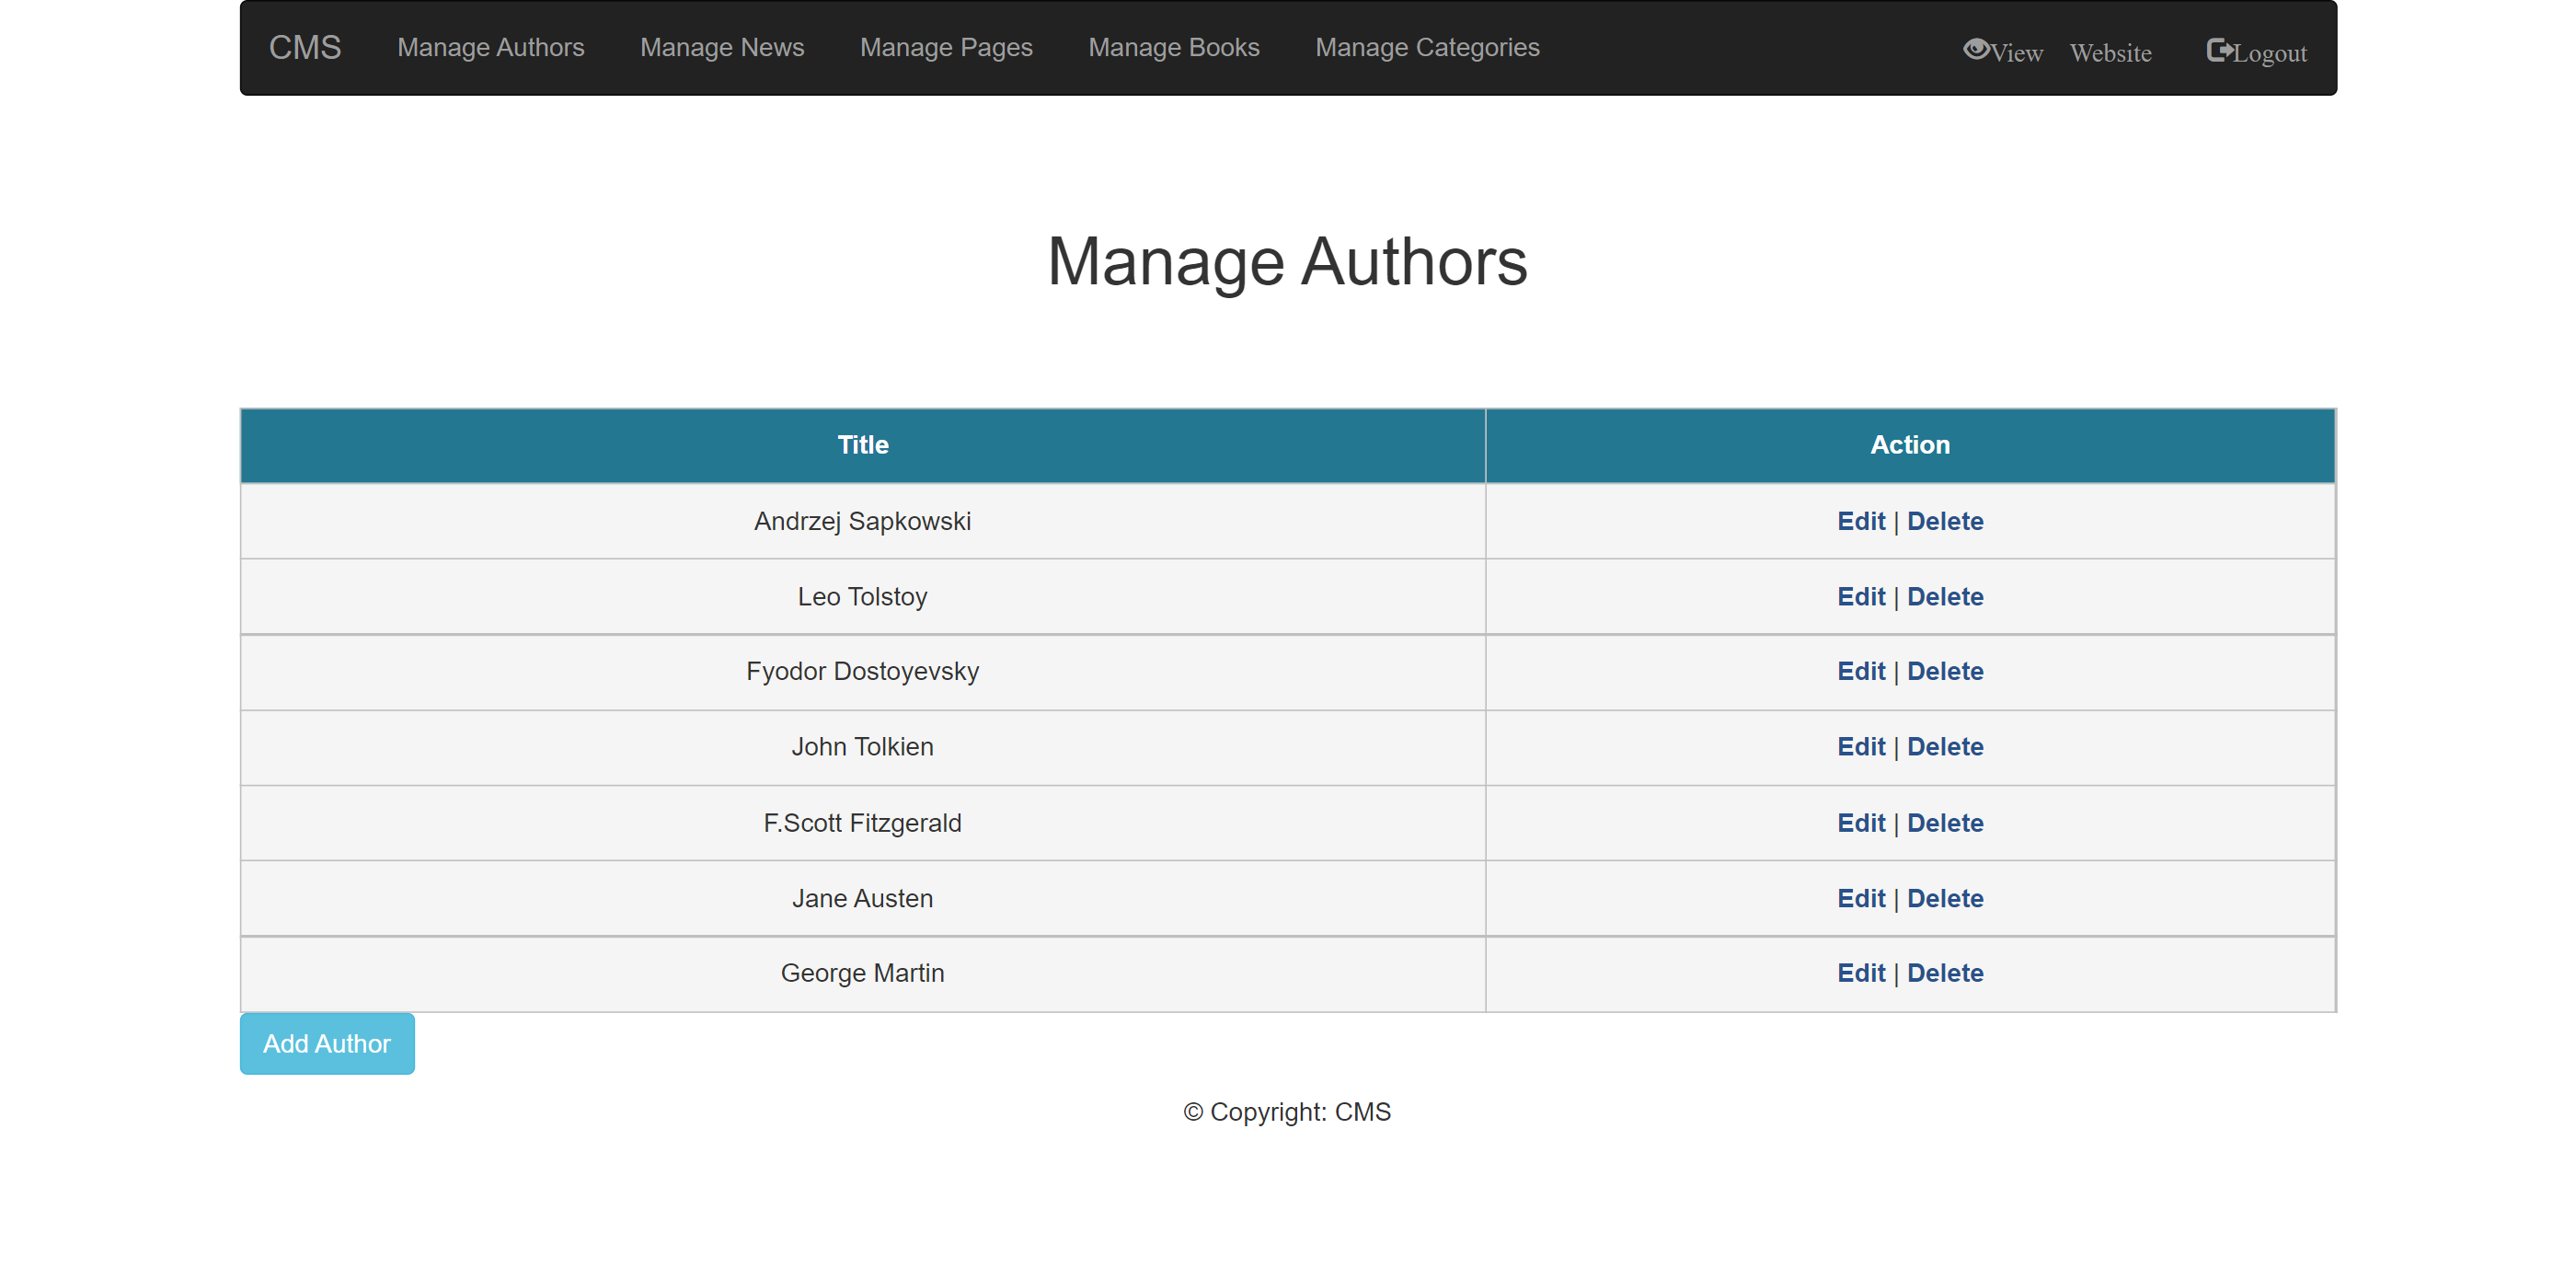 CMS Manage Authors Manage News Manage Pages Manage Books Manage Categories View Website Logout
Manage Authors
Title Action
Andrzej Sapkowski Edit | Delete
Leo Tolstoy Edit | Delete
Fyodor Dostoyevsky Edit | Delete
John Tolkien Edit | Delete
F.Scott Fitzgerald Edit | Delete
Jane Austen Edit | Delete
George Martin Edit | Delete
Add Author
© Copyright: CMS